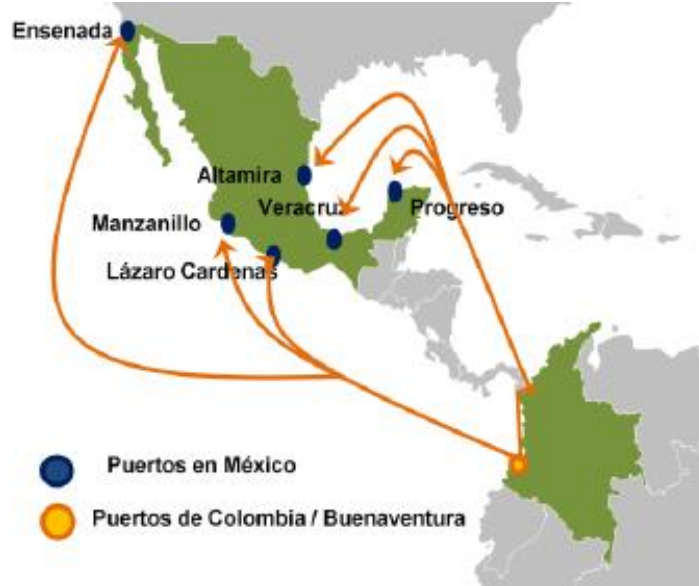 Ensenada
Altamira
Veracruz
Progreso
Manzanillo
Lázaro Cardenas
Puertos en México
Puertos de Colombia / Buenaventura